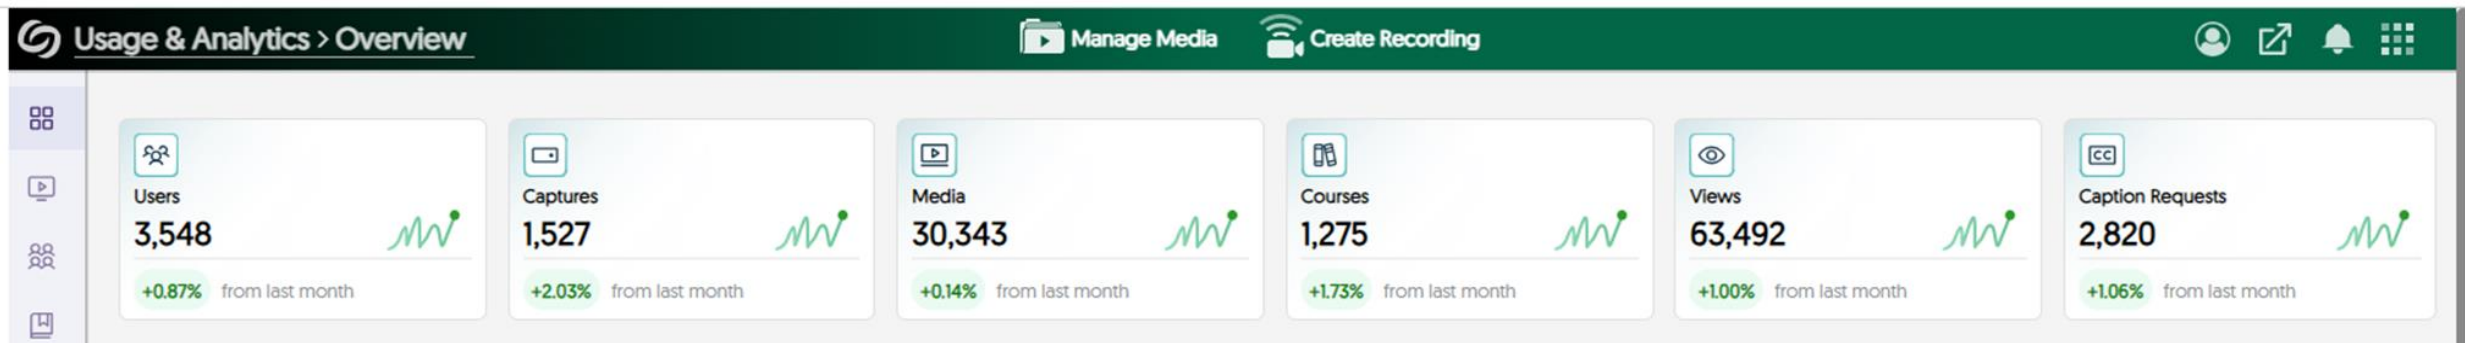 Usage & Analytics > Overview
Manage Media
Create Recording
Users
3,548
+0.87% from last month
Captures
1,527
+2.03% from last month
Media
30,343
+0.14% from last month
Courses
1,275
+1.73% from last month
Views
63,492
+1.00% from last month
CC
Caption Requests
2,820
+1.06% from last month